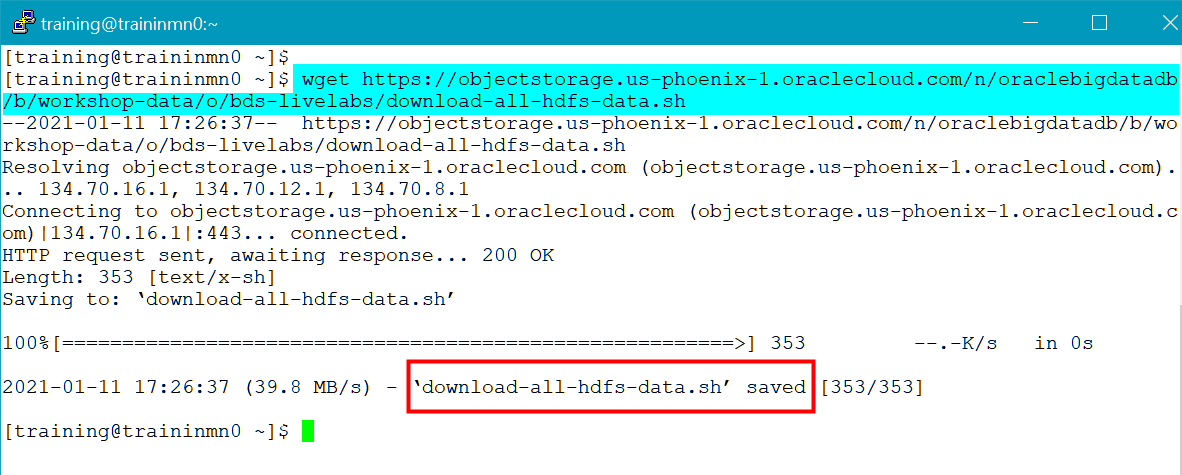 training@traininmn0:~
[training@traininmn0 ~]$
[training@traininmn0 ~]$ wget https://objectstorage.us-phoenix-1.oraclecloud.com/n/oraclebigdatadb
/b/workshop-data/o/bds-livelabs/download-all-hdfs-data.sh
--2021-01-11 17:26:37--  https://objectstorage.us-phoenix-1.oraclecloud.com/n/oraclebigdatadb/b/wo
rkshop-data/o/bds-livelabs/download-all-hdfs-data.sh
Resolving objectstorage.us-phoenix-1.oraclecloud.com (objectstorage.us-phoenix-1.oraclecloud.com).
.. 134.70.16.1, 134.70.12.1, 134.70.8.1
Connecting to objectstorage.us-phoenix-1.oraclecloud.com (objectstorage.us-phoenix-1.oraclecloud.c
om)|134.70.16.1|:443... connected.
HTTP request sent, awaiting response... 200 OK
Length: 353 [text/x-sh]
Saving to: ‘download-all-hdfs-data.sh’
100%[========================================================>] 353         --.-K/s   in 0s
2021-01-11 17:26:37 (39.8 MB/s) - ‘download-all-hdfs-data.sh’ saved [353/353]
[training@traininmn0 ~]$